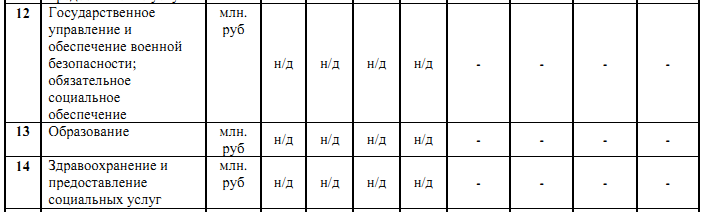 12 Государственное млн.
управление и руб
обеспечение военной
безопасности; н/д н/д н/д н/д - - - -
обязательное
социальное
обеспечение
13 Образование млн.
руб н/д н/д н/д н/д - - - -
14 Здравоохранение и млн.
предоставление руб н/д н/д н/д н/д - - - -
социальных услуг